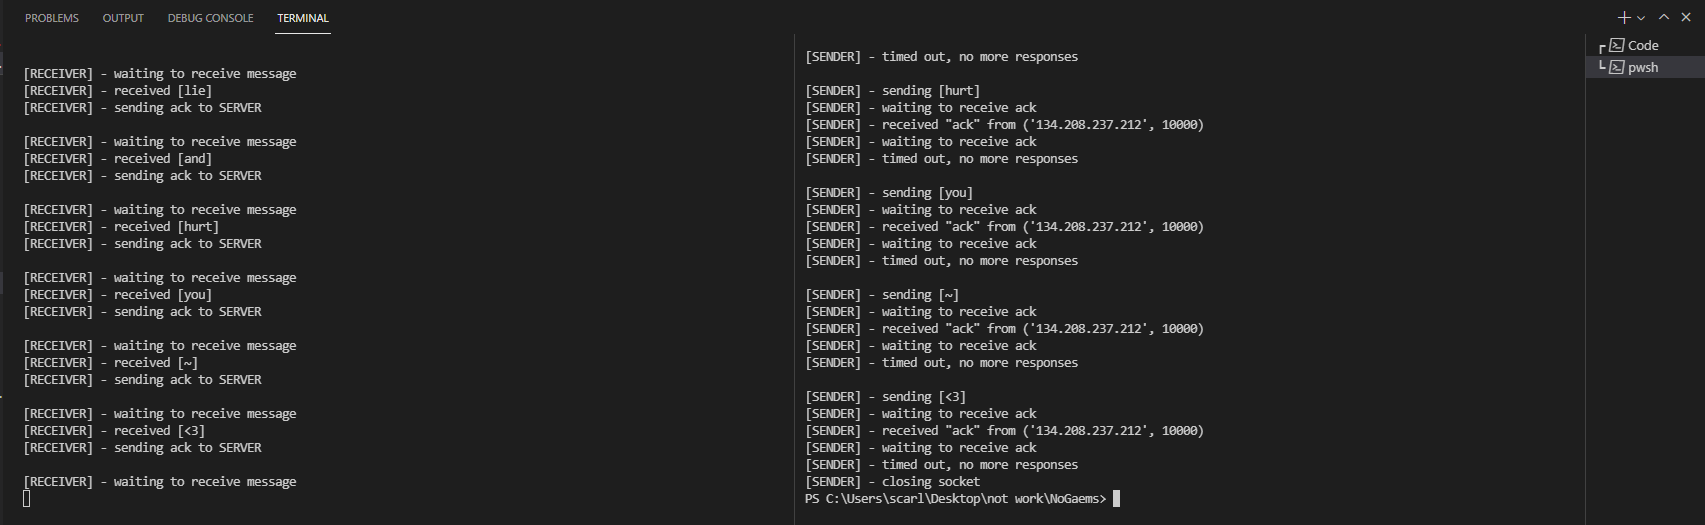 PROBLEMS OUTPUT DEBUG CONSOLE TERMINAL
[RECEIVER] - waiting to receive message
[RECEIVER] - received [lie]
[RECEIVER] - sending ack to SERVER
[RECEIVER] - waiting to receive message
[RECEIVER] - received [and]
[RECEIVER] - sending ack to SERVER
[RECEIVER] - waiting to receive message
[RECEIVER] - received [hurt]
[RECEIVER] - sending ack to SERVER
[RECEIVER] - waiting to receive message
[RECEIVER] - received [you]
[RECEIVER] - sending ack to SERVER
[RECEIVER] - waiting to receive message
[RECEIVER] - received [~]
[RECEIVER] - sending ack to SERVER
[RECEIVER] - waiting to receive message
[RECEIVER] - received [<3]
[RECEIVER] - sending ack to SERVER
[RECEIVER] - waiting to receive message
[SENDER] - timed out, no more responses
[SENDER] - sending [hurt]
[SENDER] - waiting to receive ack
[SENDER] - received "ack" from ('134.208.237.212', 10000)
[SENDER] - waiting to receive ack
[SENDER] - timed out, no more responses
[SENDER] - sending [you]
[SENDER] - waiting to receive ack
[SENDER] - received "ack" from ('134.208.237.212', 10000)
[SENDER] - waiting to receive ack
[SENDER] - timed out, no more responses
[SENDER] - sending [~]
[SENDER] - waiting to receive ack
[SENDER] - received "ack" from ('134.208.237.212', 10000)
[SENDER] - waiting to receive ack
[SENDER] - timed out, no more responses
[SENDER] - sending [<3]
[SENDER] - waiting to receive ack
[SENDER] - received "ack" from ('134.208.237.212', 10000)
[SENDER] - waiting to receive ack
[SENDER] - timed out, no more responses
[SENDER] - closing socket
PS C:\Users\scarl\Desktop\not work\NoGaems>
Code
pwsh